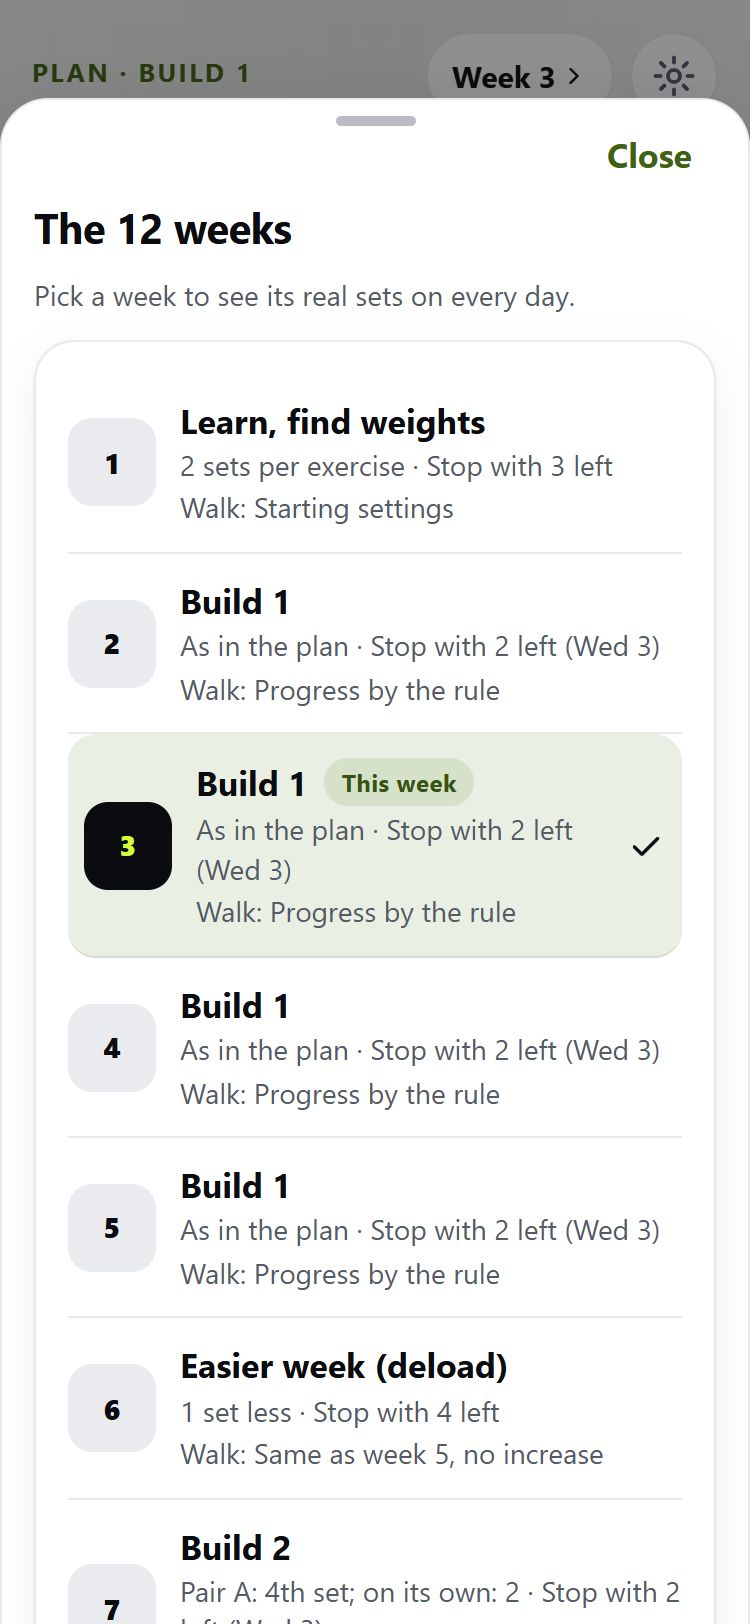 PLAN · BUILD 1
Week 3
Close
The 12 weeks
Pick a week to see its real sets on every day.
1
Learn, find weights
2 sets per exercise · Stop with 3 left
Walk: Starting settings
2
Build 1
As in the plan · Stop with 2 left (Wed 3)
Walk: Progress by the rule
3
Build 1 This week
As in the plan · Stop with 2 left
(Wed 3)
Walk: Progress by the rule
4
Build 1
As in the plan · Stop with 2 left (Wed 3)
Walk: Progress by the rule
5
Build 1
As in the plan · Stop with 2 left (Wed 3)
Walk: Progress by the rule
6
Easier week (deload)
1 set less · Stop with 4 left
Walk: Same as week 5, no increase
7
Build 2
Pair A: 4th set; on its own: 2 · Stop with 2
left (Wed 3)